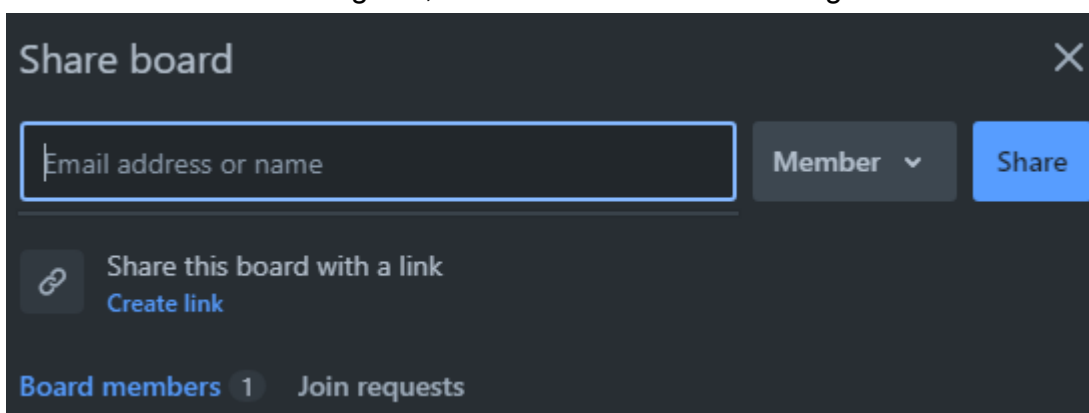 Share board
Email address or name
Member
Share
Share this board with a link
Create link
Board members 1 Join requests